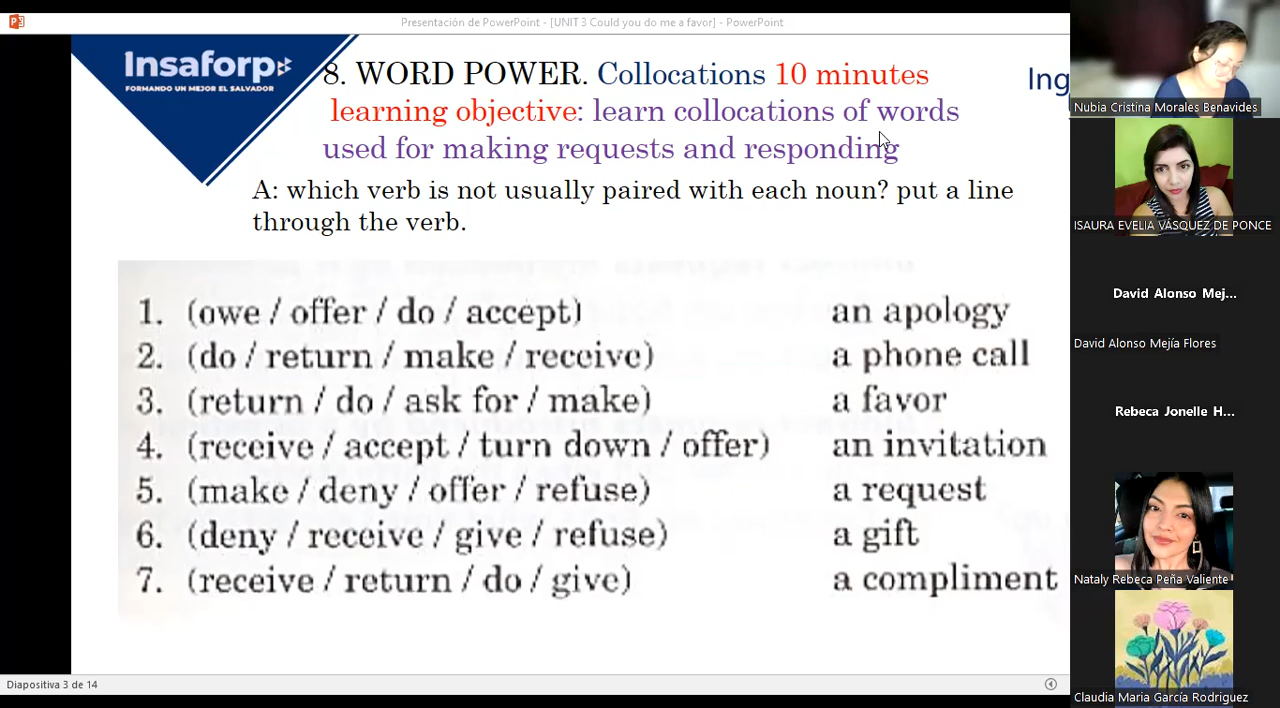 Presentación de PowerPoint - [UNIT 3 Could you do me a favor] - PowerPoint
Insaforp
FORMANDO UN MEJOR EL SALVADOR
8. WORD POWER. Collocations 10 minutes
learning objective: learn collocations of words
used for making requests and responding
Ing
A: which verb is not usually paired with each noun? put a line
through the verb.
1. (owe / offer / do / accept) an apology
2. (do / return / make / receive) a phone call
3. (return / do / ask for / make) a favor
4. (receive / accept / turn down / offer) an invitation
5. (make / deny / offer / refuse) a request
6. (deny / receive / give / refuse) a gift
7. (receive / return / do / give) a compliment
Diapositiva 3 de 14
Nubia Cristina Morales Benavides
ISAURA EVELIA VÁSQUEZ DE PONCE
David Alonso Mej...
David Alonso Mejía Flores
Rebeca Jonelle H...
Nataly Rebeca Peña Valiente
Claudia Maria García Rodriguez